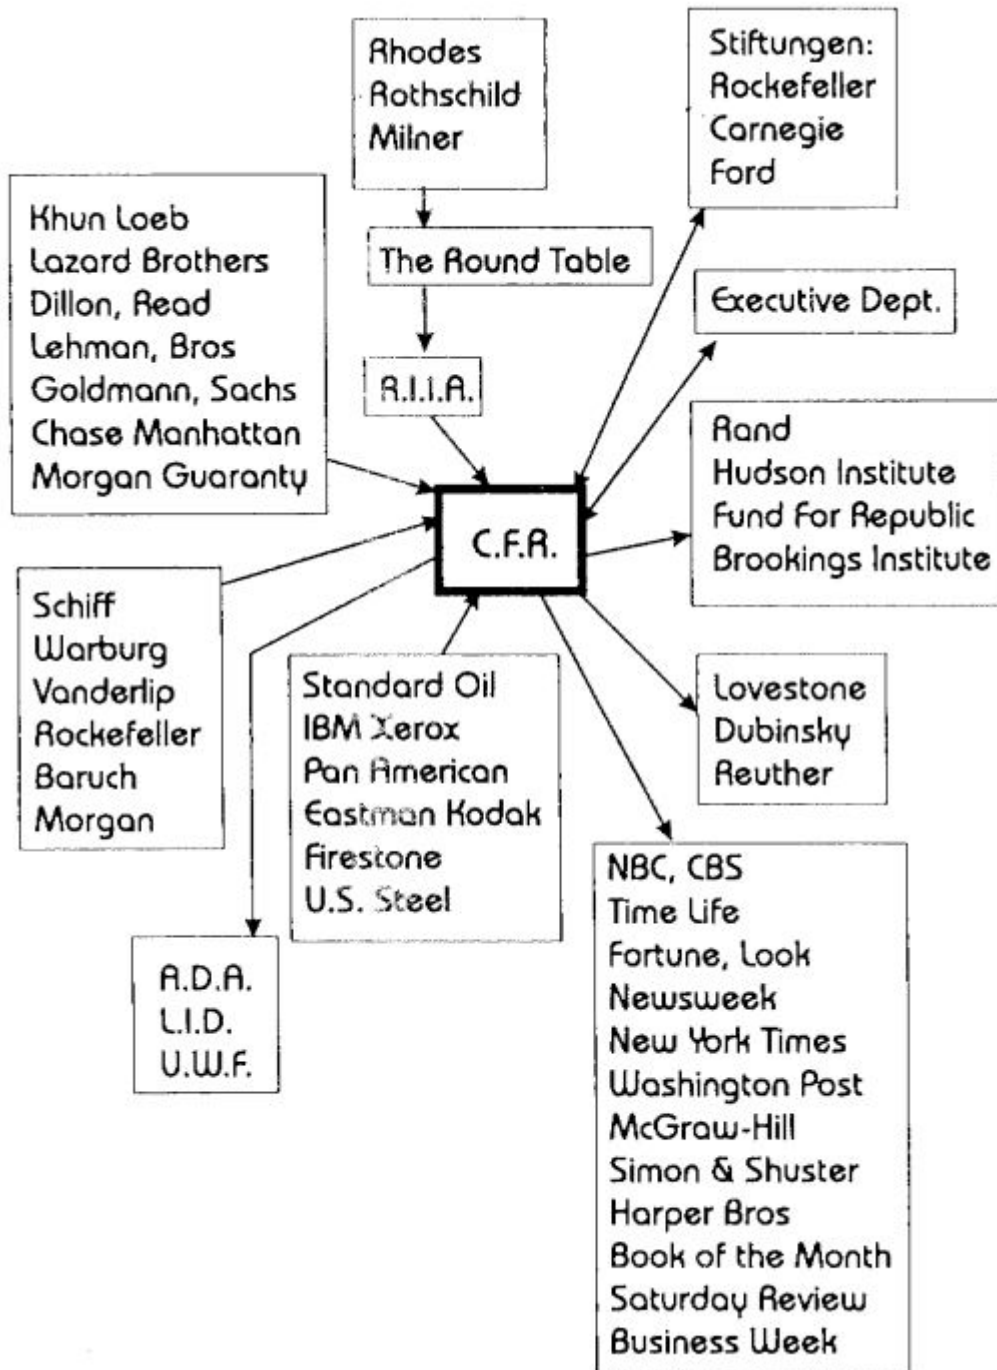 Rhodes
Rothschild
Milner
Stiftungen:
Rockefeller
Carnegie
Ford
Khun Loeb
Lazard Brothers
Dillon, Read
Lehman, Bros
Goldmann, Sachs
Chase Manhattan
Morgan Guaranty
The Round Table
Executive Dept.
R.I.I.A.
Rand
Hudson Institute
Fund For Republic
Brookings Institute
C.F.R.
Schiff
Warburg
Vanderlip
Rockefeller
Baruch
Morgan
Standard Oil
IBM Xerox
Pan American
Eastman Kodak
Firestone
U.S. Steel
Lovestone
Dubinsky
Reuther
A.D.A.
L.I.D.
U.W.F.
NBC, CBS
Time Life
Fortune, Look
Newsweek
New York Times
Washington Post
McGraw-Hill
Simon & Shuster
Harper Bros
Book of the Month
Saturday Review
Business Week